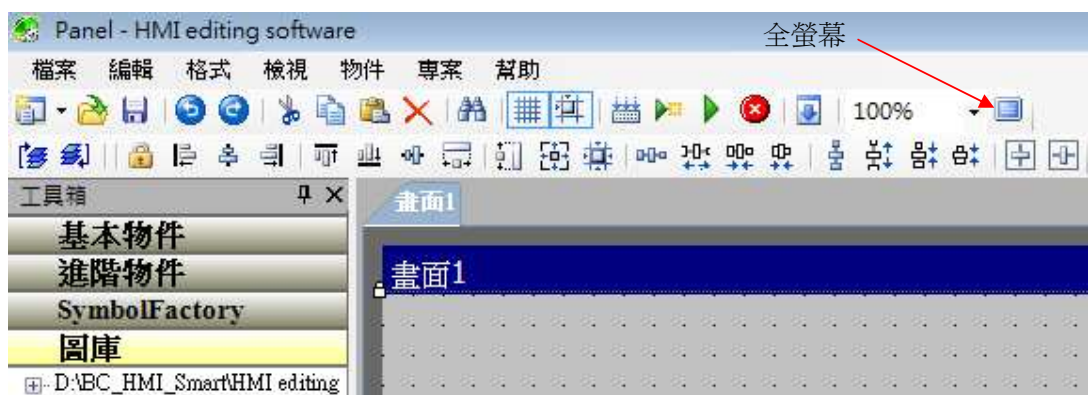 Panel - HMI editing software
全螢幕
檔案 編輯 格式 檢視 物件 專案 幫助
100%
工具箱
畫面1
基本物件
畫面1
進階物件
SymbolFactory
圖庫
D:\BC_HMI_Smart\HMI editing